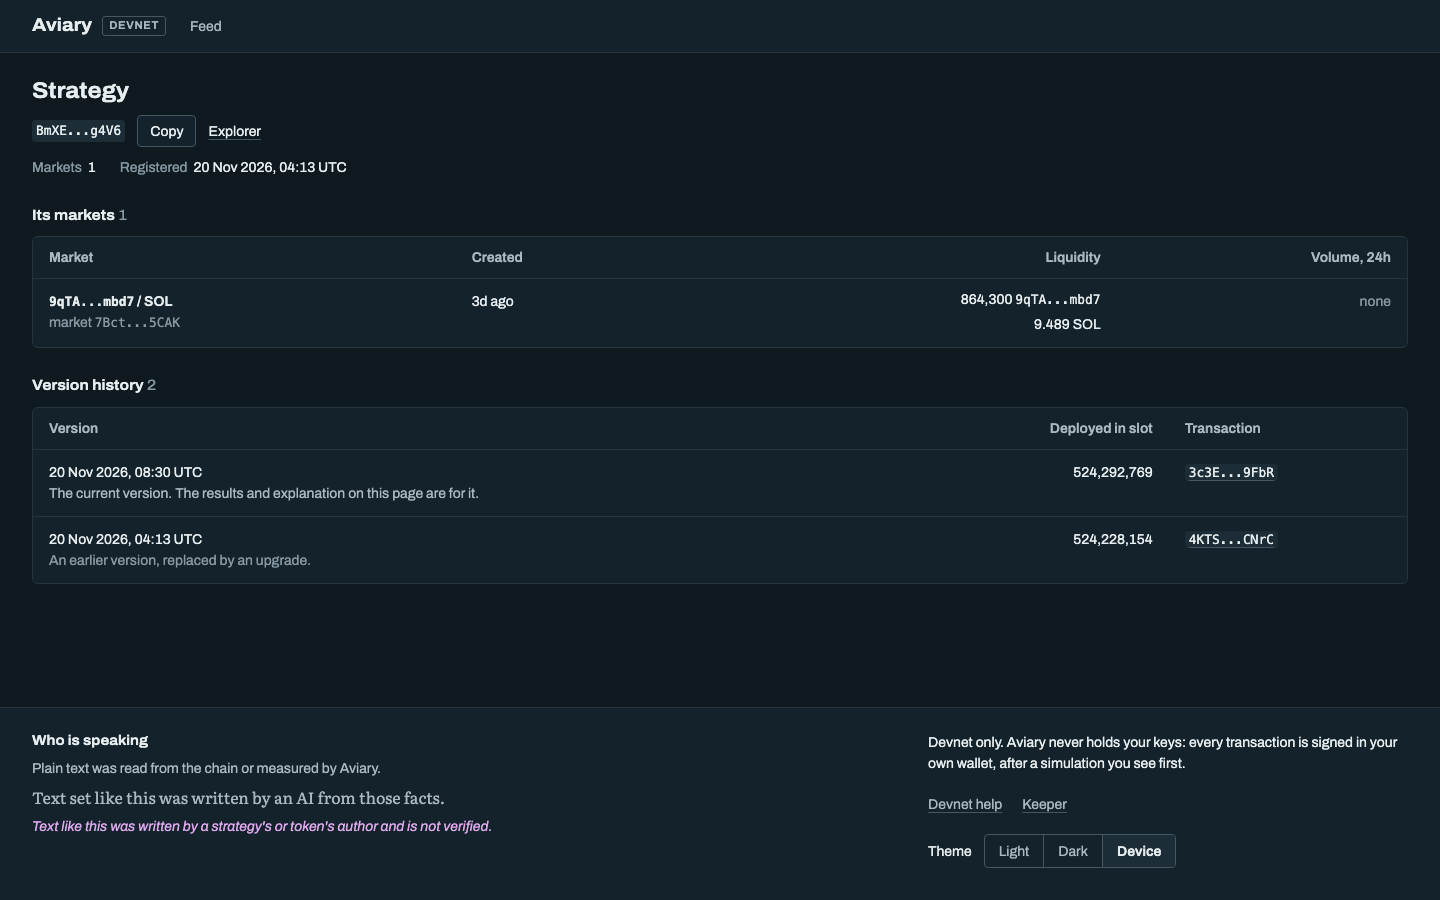 Aviary DEVNET Feed
Strategy
BmXE...g4V6 Copy Explorer
Markets 1 Registered 20 Nov 2026, 04:13 UTC
Its markets 1
Market Created Liquidity Volume, 24h
9qTA...mbd7 / SOL 3d ago 864,300 9qTA...mbd7 none
market 7Bct...5CAK 9.489 SOL
Version history 2
Version Deployed in slot Transaction
20 Nov 2026, 08:30 UTC 524,292,769 3c3E...9FbR
The current version. The results and explanation on this page are for it.
20 Nov 2026, 04:13 UTC 524,228,154 4KTS...CNrC
An earlier version, replaced by an upgrade.
Who is speaking
Plain text was read from the chain or measured by Aviary.
Text set like this was written by an AI from those facts.
Text like this was written by a strategy's or token's author and is not verified.
Devnet only. Aviary never holds your keys: every transaction is signed in your
own wallet, after a simulation you see first.
Devnet help Keeper
Theme Light Dark Device